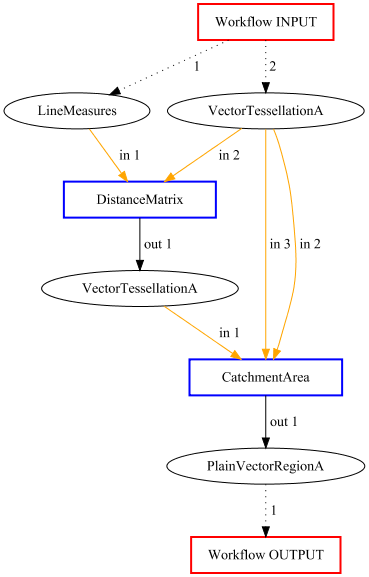 Workflow INPUT
1
2
LineMeasures
VectorTessellationA
in 1
in 2
DistanceMatrix
out 1
in 3
in 2
VectorTessellationA
in 1
CatchmentArea
out 1
PlainVectorRegionA
1
Workflow OUTPUT